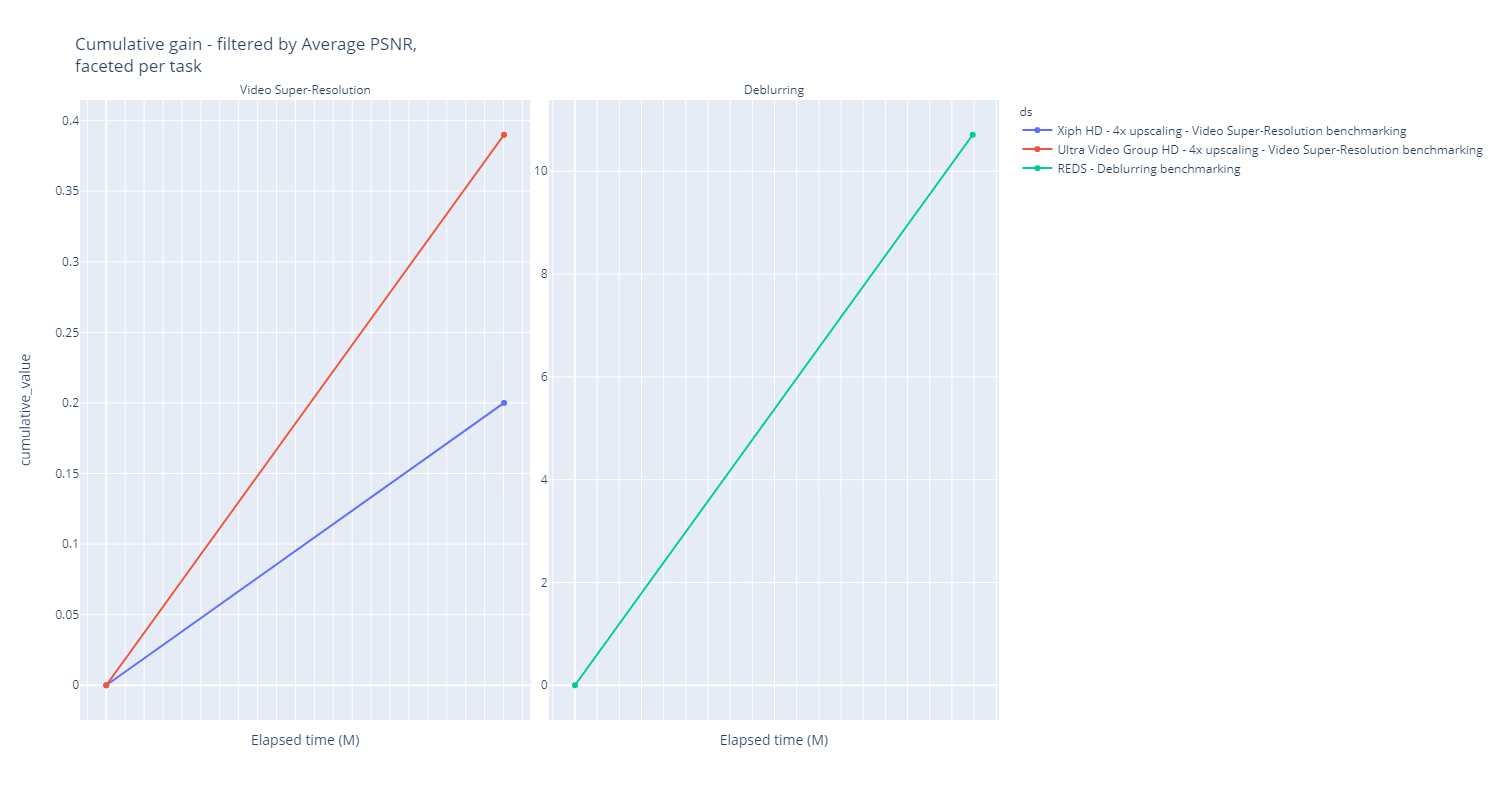 Cumulative gain - filtered by Average PSNR,
faceted per task
Video Super-Resolution
Deblurring
0.4
0.35
0.3
0.25
0.2
0.15
0.1
0.05
0
cumulative_value
10
8
6
4
2
0
Elapsed time (M)
Elapsed time (M)
ds
Xiph HD - 4x upscaling - Video Super-Resolution benchmarking
Ultra Video Group HD - 4x upscaling - Video Super-Resolution benchmarking
REDS - Deblurring benchmarking